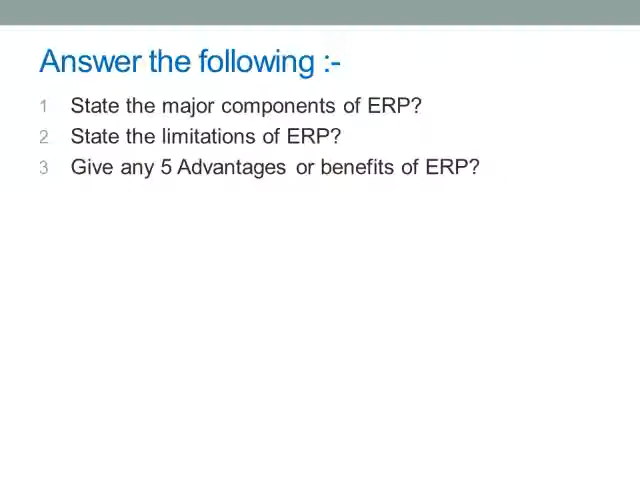 Answer the following :-
1 State the major components of ERP?
2 State the limitations of ERP?
3 Give any 5 Advantages or benefits of ERP?